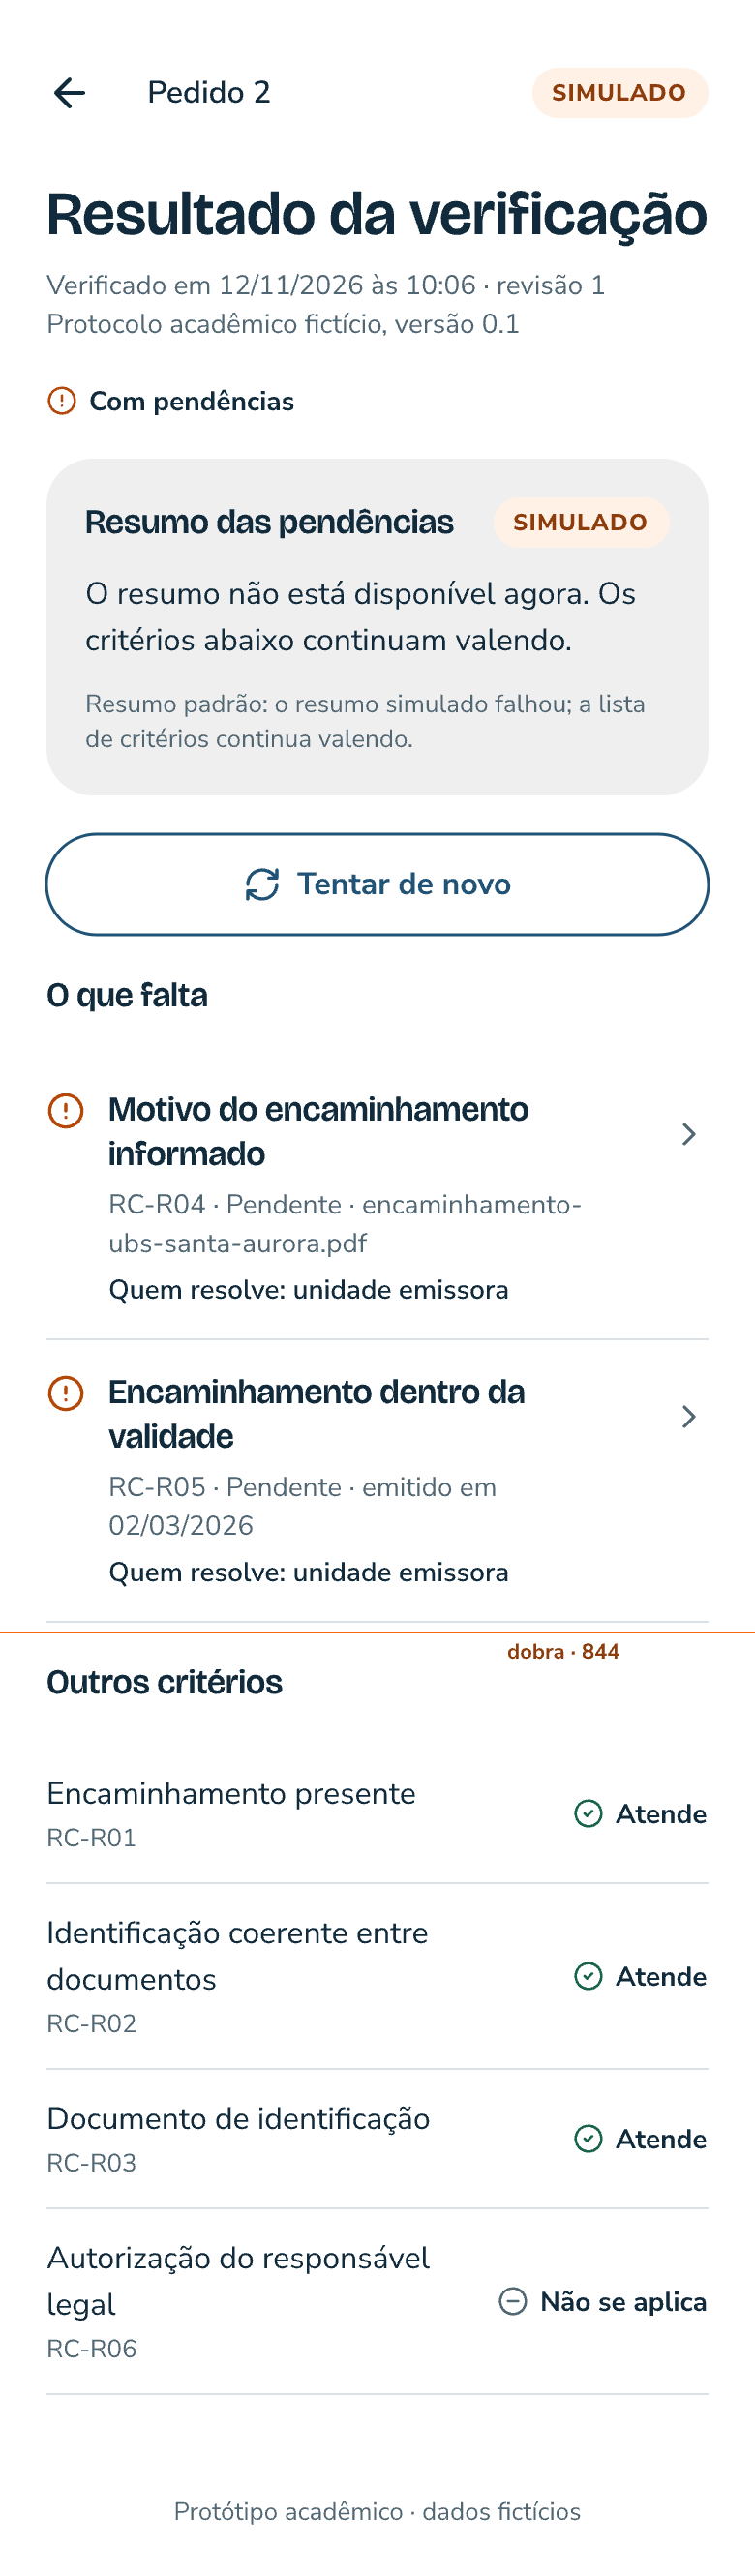 Pedido 2
SIMULADO
Resultado da verificação
Verificado em 12/11/2026 às 10:06 · revisão 1
Protocolo acadêmico fictício, versão 0.1
Com pendências
Resumo das pendências
SIMULADO
O resumo não está disponível agora. Os
critérios abaixo continuam valendo.
Resumo padrão: o resumo simulado falhou; a lista
de critérios continua valendo.
Tentar de novo
O que falta
Motivo do encaminhamento
informado
RC-R04 · Pendente · encaminhamento-
ubs-santa-aurora.pdf
Quem resolve: unidade emissora
Encaminhamento dentro da
validade
RC-R05 · Pendente · emitido em
02/03/2026
Quem resolve: unidade emissora
dobra · 844
Outros critérios
Encaminhamento presente
RC-R01
Atende
Identificação coerente entre
documentos
RC-R02
Atende
Documento de identificação
RC-R03
Atende
Autorização do responsável
legal
RC-R06
Não se aplica
Protótipo acadêmico · dados fictícios